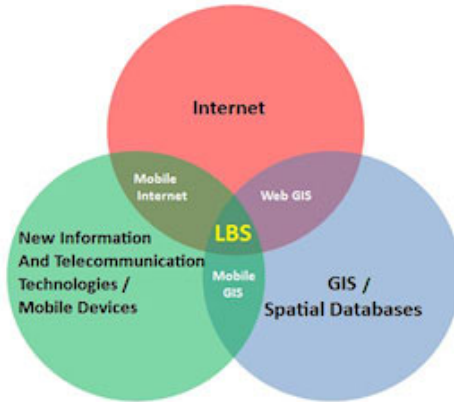 Internet
Mobile
Internet
Web GIS
LBS
New Information
And Telecommunication
Technologies /
Mobile Devices
Mobile
GIS
GIS /
Spatial Databases